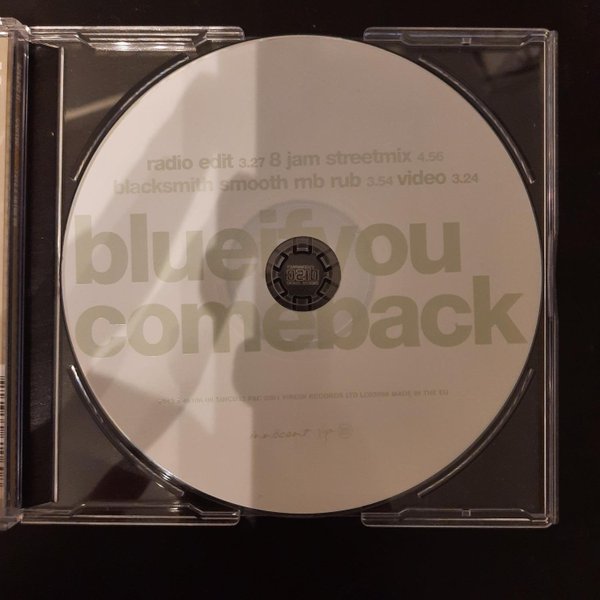 radio edit 3.27 8 jam streetmix 4.56
blacksmith smooth rnb rub 3.54 video 3.24
blueifyou
comeback
VIRGIN RECORDS LTD MADE IN THE EU
innocent